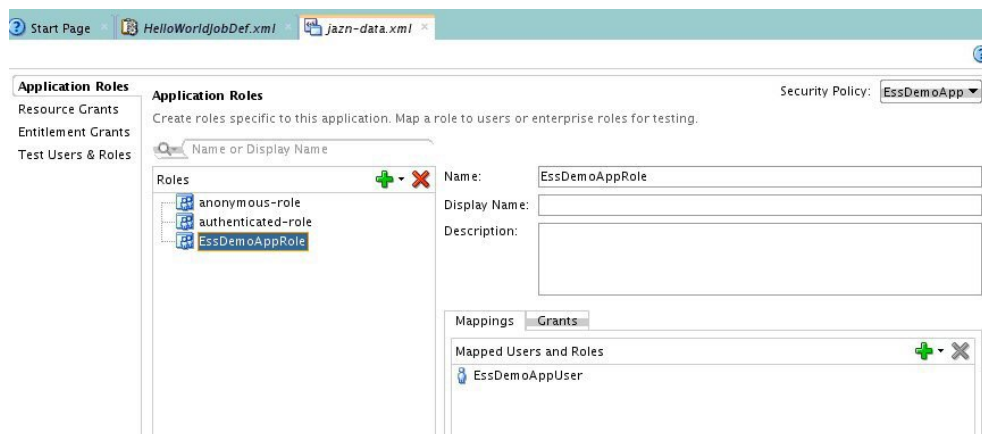 Start Page HelloWorldJobDef.xml jazn-data.xml
Application Roles
Resource Grants
Entitlement Grants
Test Users & Roles
Application Roles
Security Policy: EssDemoApp
Create roles specific to this application. Map a role to users or enterprise roles for testing.
Name or Display Name
Roles
anonymous-role
authenticated-role
EssDemoAppRole
Name: EssDemoAppRole
Display Name:
Description:
Mappings Grants
Mapped Users and Roles
EssDemoAppUser